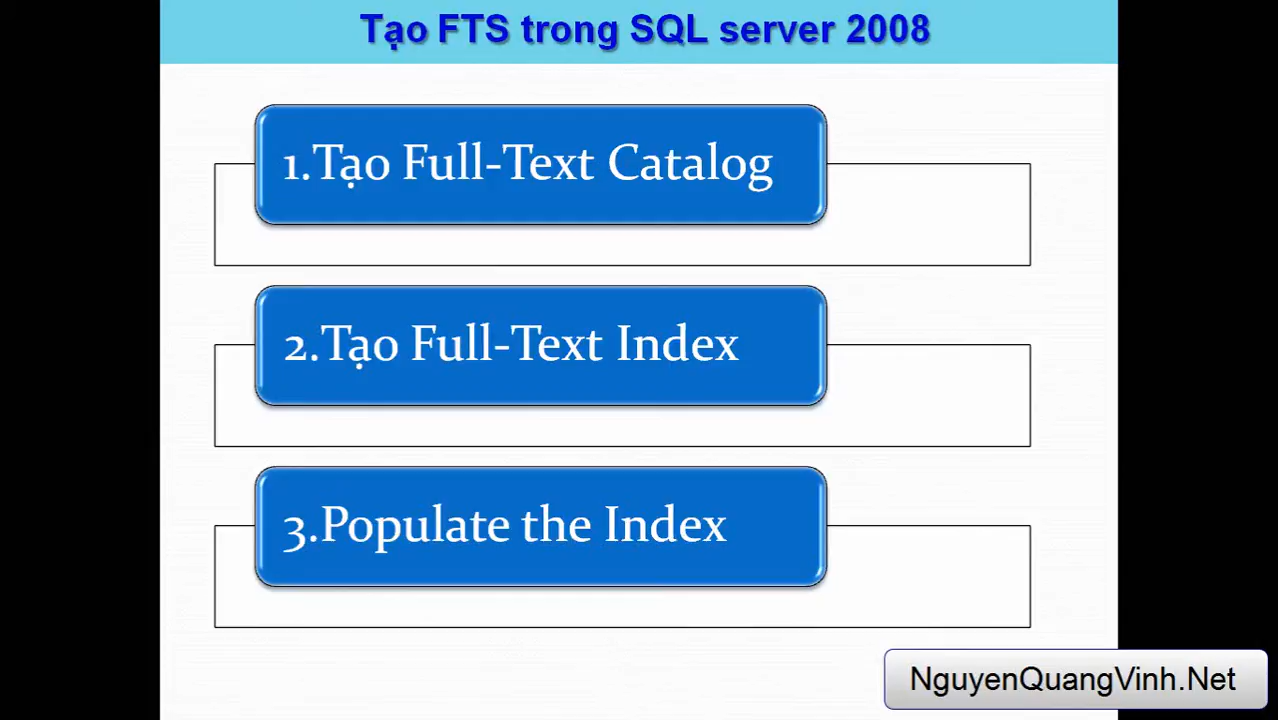 Tạo FTS trong SQL server 2008
1.Tạo Full-Text Catalog
2.Tạo Full-Text Index
3.Populate the Index
NguyenQuangVinh.Net